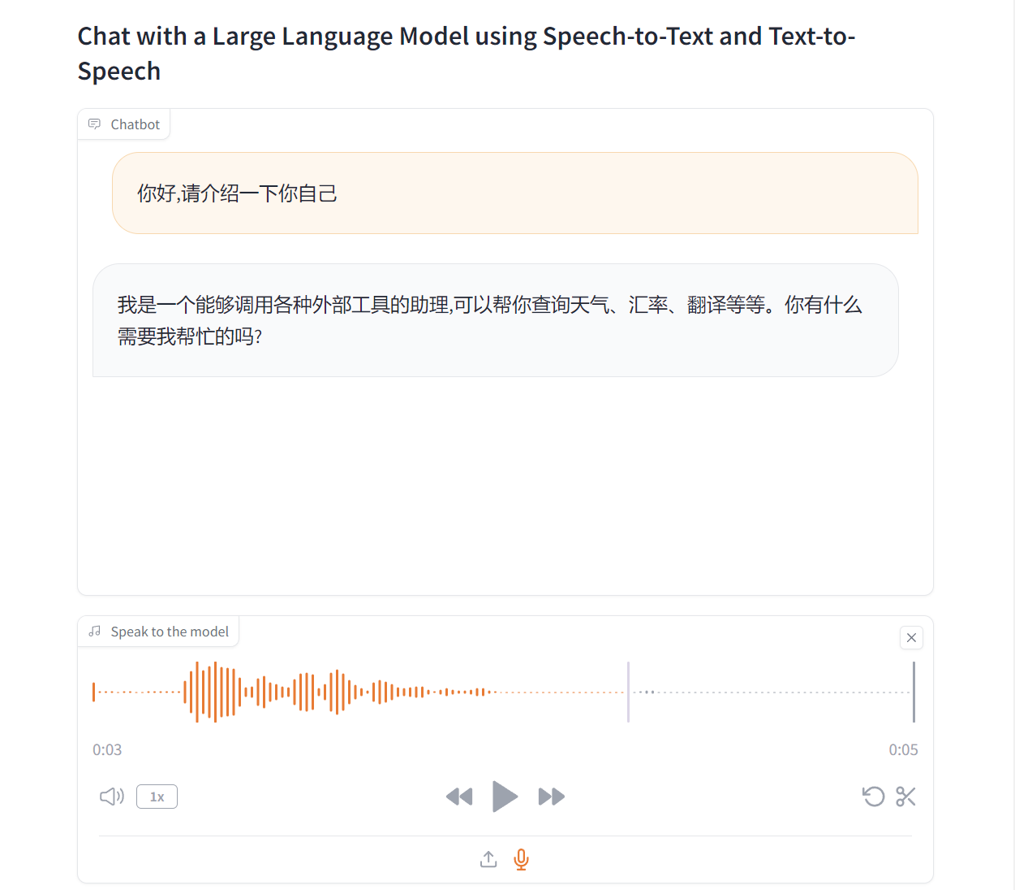 Chat with a Large Language Model using Speech-to-Text and Text-to-
Speech
Chatbot
你好,请介绍一下你自己
我是一个能够调用各种外部工具的助理,可以帮你查询天气、汇率、翻译等等。你有什么
需要我帮忙的吗?
Speak to the model
0:03
0:05
1x